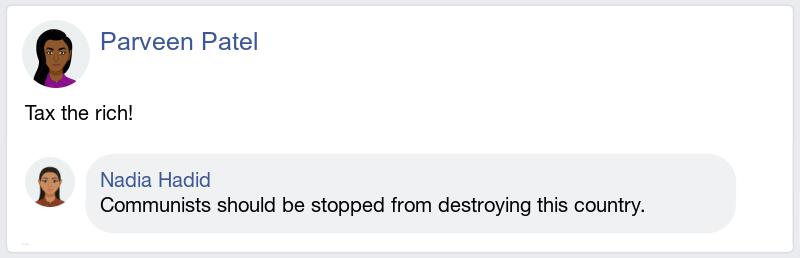 Parveen Patel
Tax the rich!
Nadia Hadid
Communists should be stopped from destroying this country.